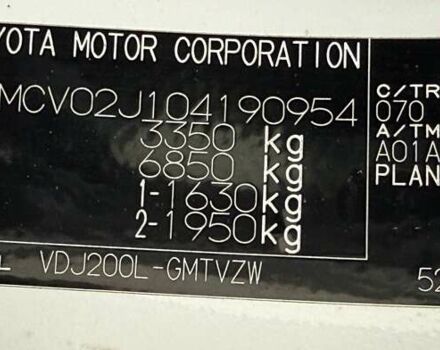 YOTA MOTOR CORPORATION
MCV02J104190954
3350 kg
6850 kg
1-1630kg
2-1950kg
C/TR
070
A/TM
A01A
PLAN
L VDJ200L-GMTVZW
52